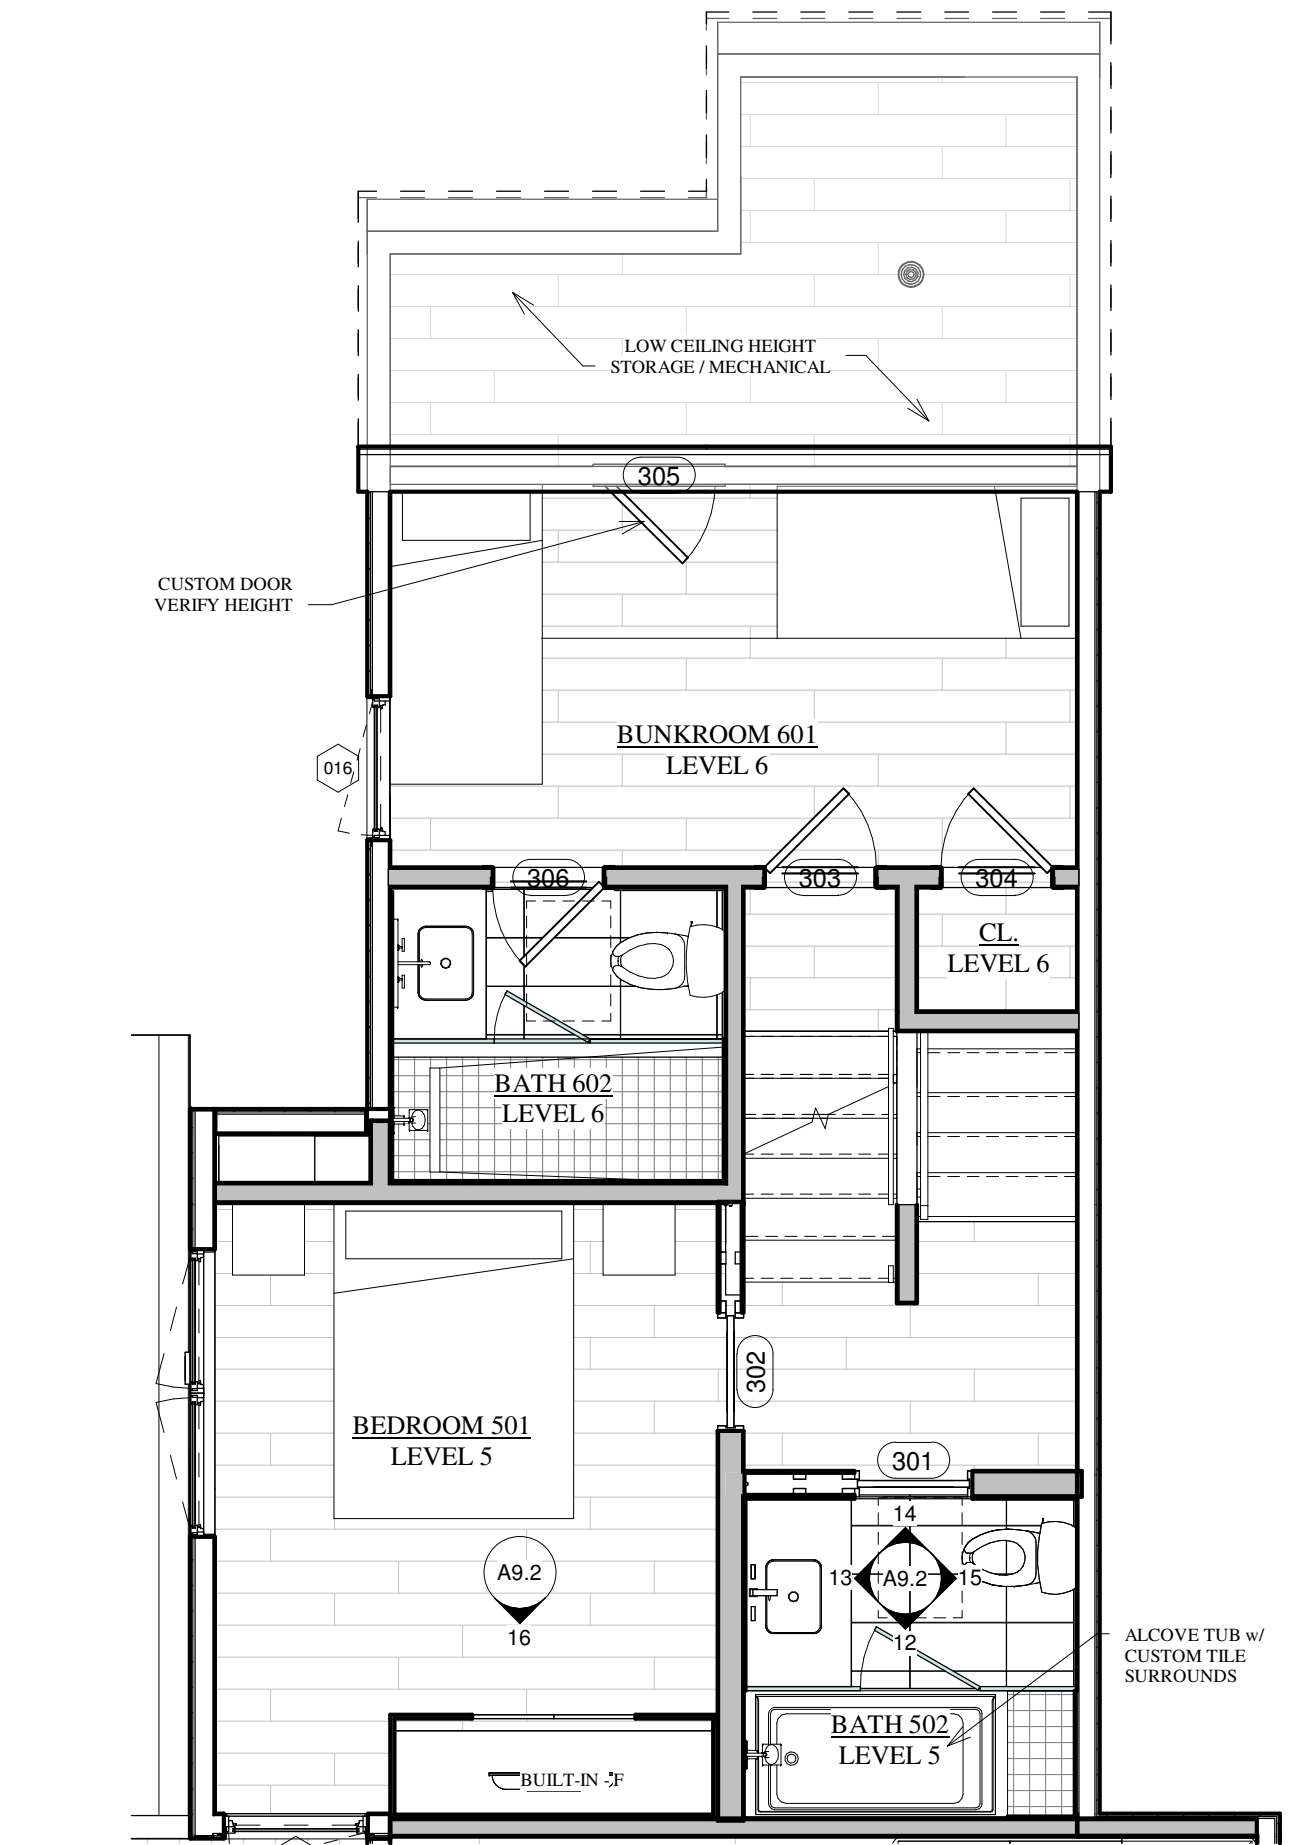 LOW CEILING HEIGHT
STORAGE / MECHANICAL
305
CUSTOM DOOR
VERIFY HEIGHT
BUNKROOM 601
LEVEL 6
016
306
303
304
CL.
LEVEL 6
BATH 602
LEVEL 6
302
BEDROOM 501
LEVEL 5
301
14
A9.2
16
13
A9.2
15
12
ALCOVE TUB w/
CUSTOM TILE
SURROUNDS
BATH 502
LEVEL 5
BUILT-IN